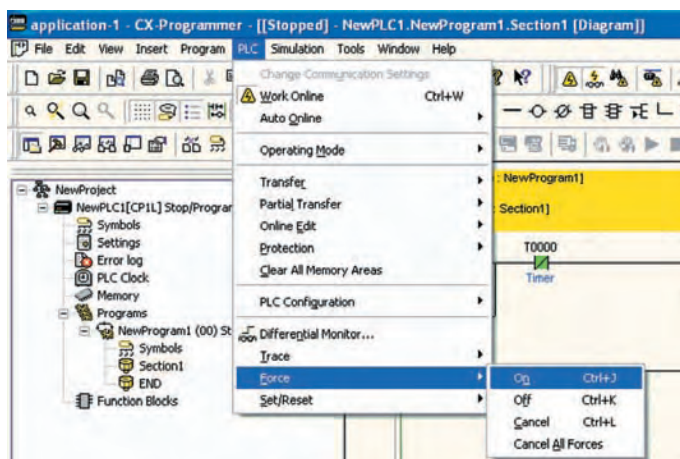 application-1 - CX-Programmer - [[Stopped] - NewPLC1.NewProgram1.Section1 [Diagram]]
File Edit View Insert Program PLC Simulation Tools Window Help
Change Communication Settings
Work Online Ctrl+W
Auto Online
Operating Mode
Transfer
Partial Transfer
Online Edit
Protection
Clear All Memory Areas
PLC Configuration
Differential Monitor...
Trace
Force
Set/Reset
On Ctrl+J
Off Ctrl+K
Cancel Ctrl+L
Cancel All Forces
NewProject
NewPLC1[CP1L] Stop/Progra
Symbols
Settings
Error log
PLC Clock
Memory
Programs
NewProgram1 (00) St
Symbols
Section1
END
Function Blocks
: NewProgram1]
: Section1]
T0000
Timer